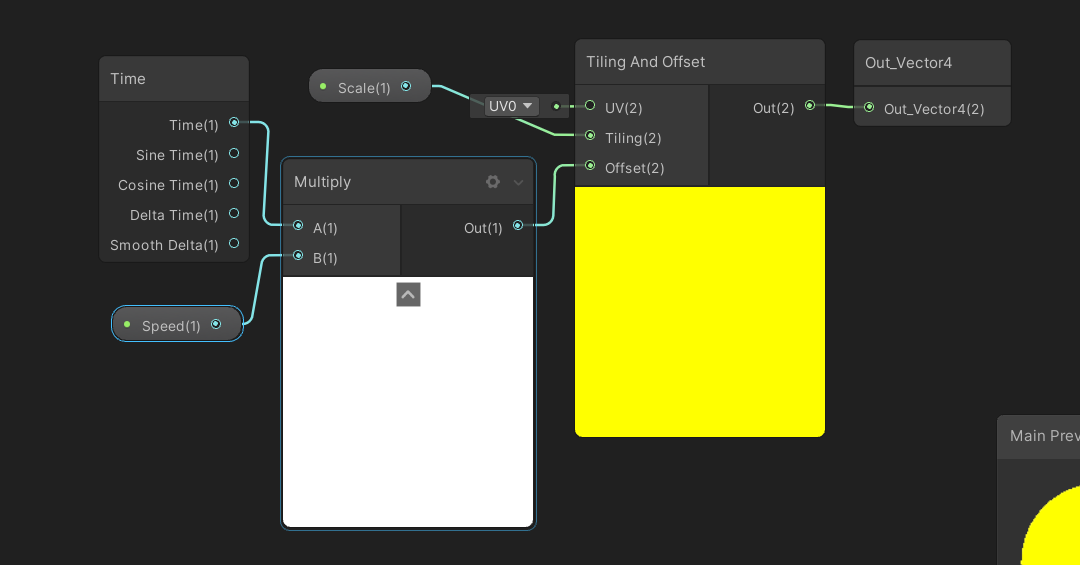 Time
Time(1)
Sine Time(1)
Cosine Time(1)
Delta Time(1)
Smooth Delta(1)
Speed(1)
Scale(1)
Multiply
A(1)
B(1)
Out(1)
UV0
Tiling And Offset
UV(2)
Tiling(2)
Offset(2)
Out(2)
Out_Vector4
Out_Vector4(2)
Main Prev